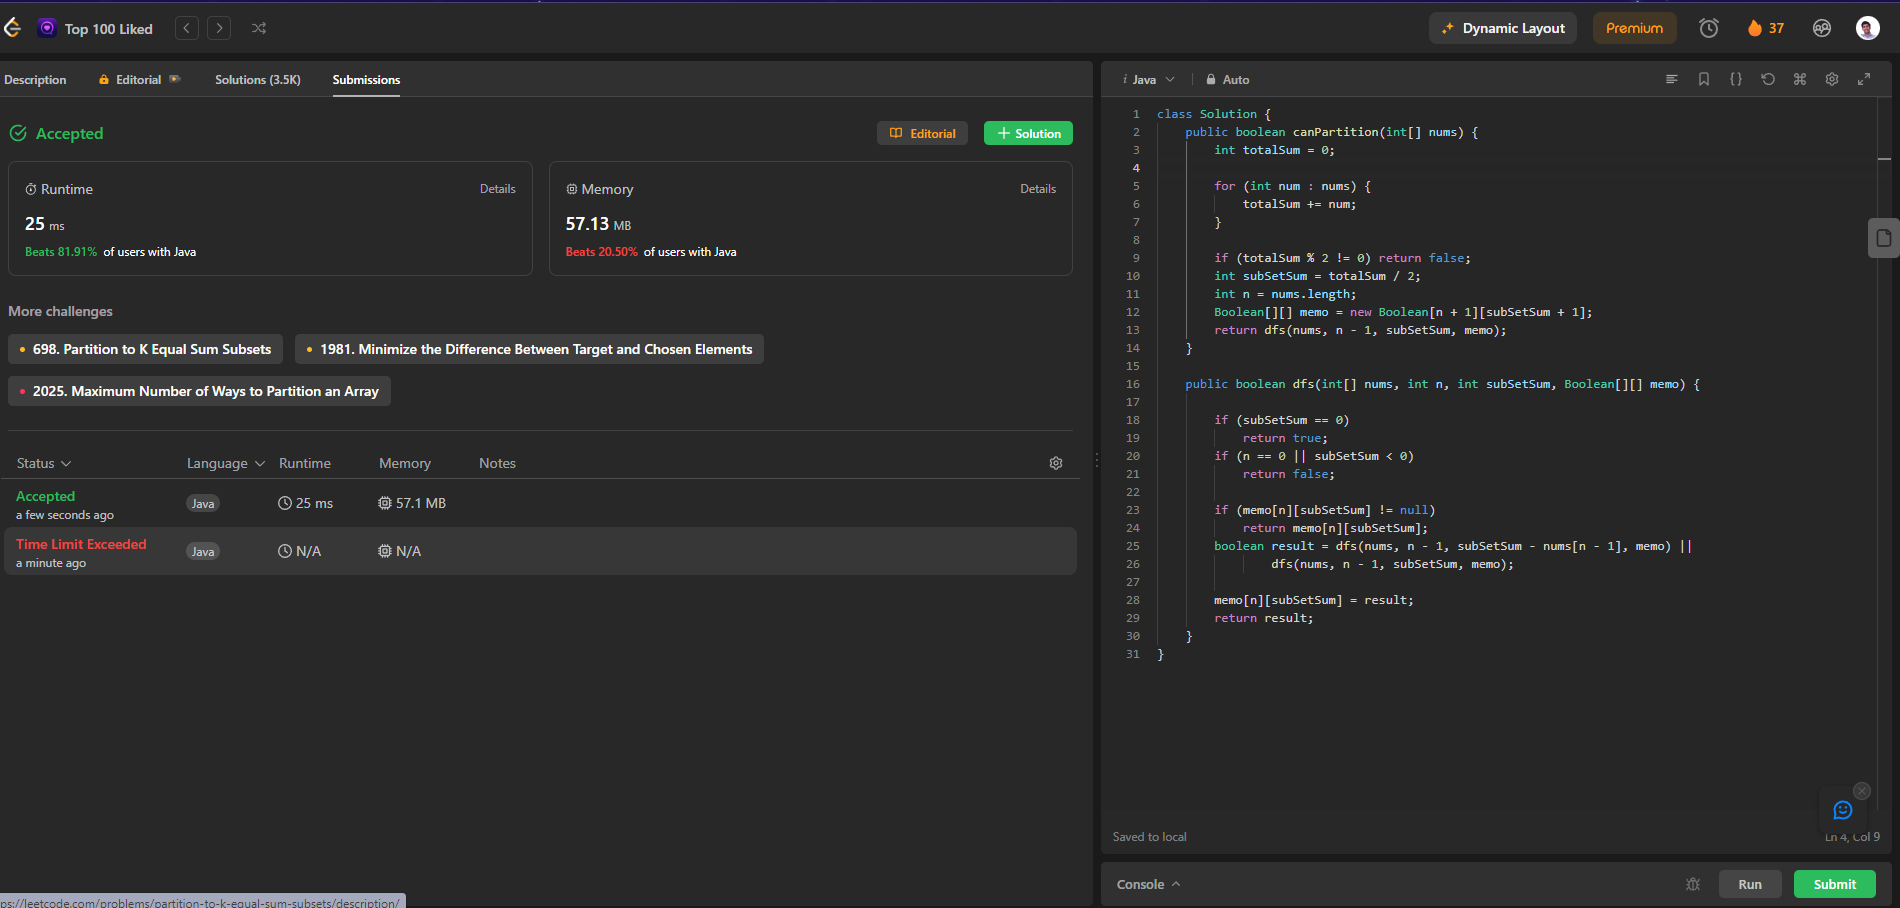 Top 100 Liked
Dynamic Layout
Premium
37
Description
Editorial
Solutions (3.5K)
Submissions
Accepted
Editorial
Solution
Runtime
Details
25 ms
Beats 81.91% of users with Java
Memory
Details
57.13 MB
Beats 20.50% of users with Java
More challenges
698. Partition to K Equal Sum Subsets
1981. Minimize the Difference Between Target and Chosen Elements
2025. Maximum Number of Ways to Partition an Array
Status Language Runtime Memory Notes
Accepted
a few seconds ago
Java 25 ms 57.1 MB
Time Limit Exceeded
a minute ago
Java N/A N/A
ps://leetcode.com/problems/partition-to-k-equal-sum-subsets/description/
i Java
Auto
1 class Solution {
2     public boolean canPartition(int[] nums) {
3         int totalSum = 0;
4
5         for (int num : nums) {
6             totalSum += num;
7         }
8
9         if (totalSum % 2 != 0) return false;
10         int subSetSum = totalSum / 2;
11         int n = nums.length;
12         Boolean[][] memo = new Boolean[n + 1][subSetSum + 1];
13         return dfs(nums, n - 1, subSetSum, memo);
14     }
15
16     public boolean dfs(int[] nums, int n, int subSetSum, Boolean[][] memo) {
17
18         if (subSetSum == 0)
19             return true;
20         if (n == 0 || subSetSum < 0)
21             return false;
22
23         if (memo[n][subSetSum] != null)
24             return memo[n][subSetSum];
25         boolean result = dfs(nums, n - 1, subSetSum - nums[n - 1], memo) ||
26                 dfs(nums, n - 1, subSetSum, memo);
27
28         memo[n][subSetSum] = result;
29         return result;
30     }
31 }
Saved to local
Ln 4, Col 9
Console
Run
Submit